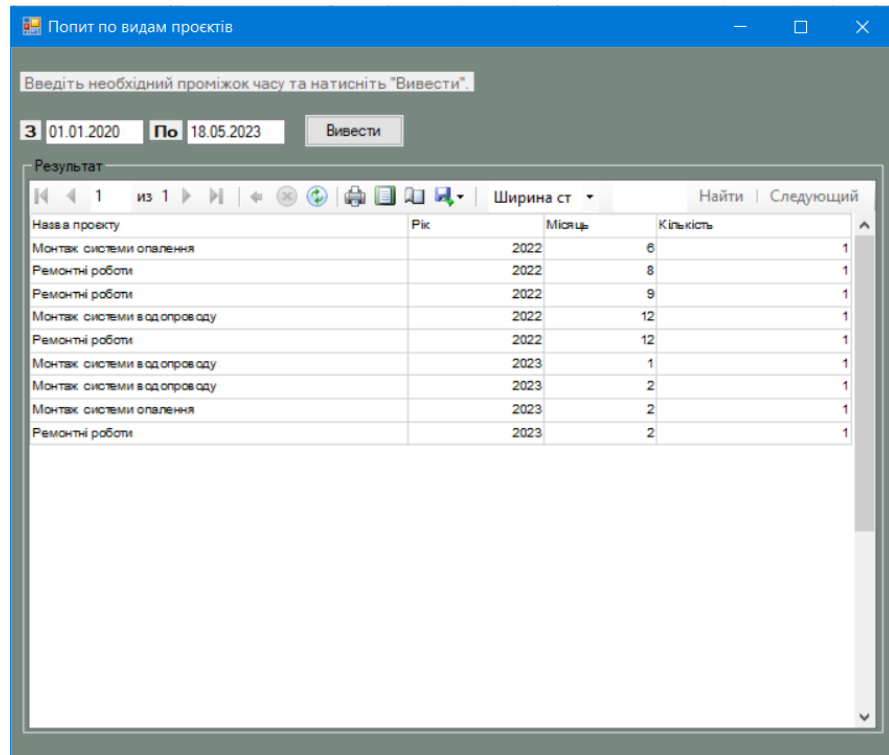 Попит по видам проєктів
Введіть необхідний проміжок часу та натисніть "Вивести".
З 01.01.2020 По 18.05.2023 Вивести
Результат
1 из 1 Ширина ст Найти | Следующий
Назва проєкту Рік Місяць Кількість
Монтаж системи опалення 2022 6 1
Ремонтні роботи 2022 8 1
Ремонтні роботи 2022 9 1
Монтаж системи водопроводу 2022 12 1
Ремонтні роботи 2022 12 1
Монтаж системи водопроводу 2023 1 1
Монтаж системи водопроводу 2023 2 1
Монтаж системи опалення 2023 2 1
Ремонтні роботи 2023 2 1